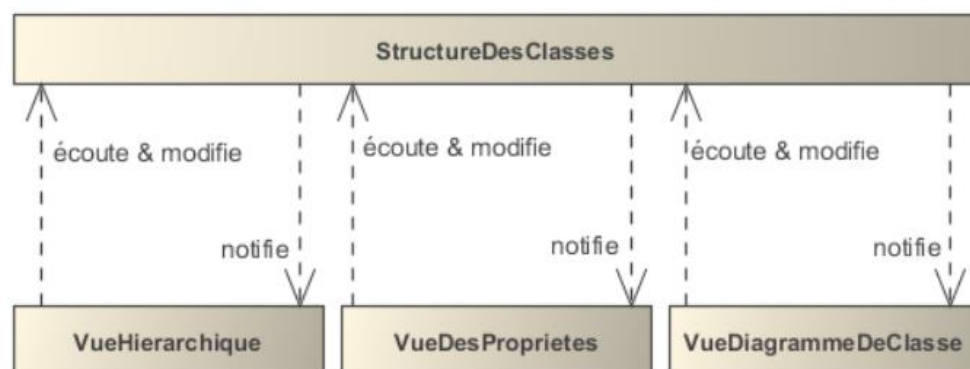 StructureDesClasses
écoute & modifie
écoute & modifie
écoute & modifie
notifie
notifie
notifie
VueHierarchique
VueDesProprietes
VueDiagrammeDeClasse